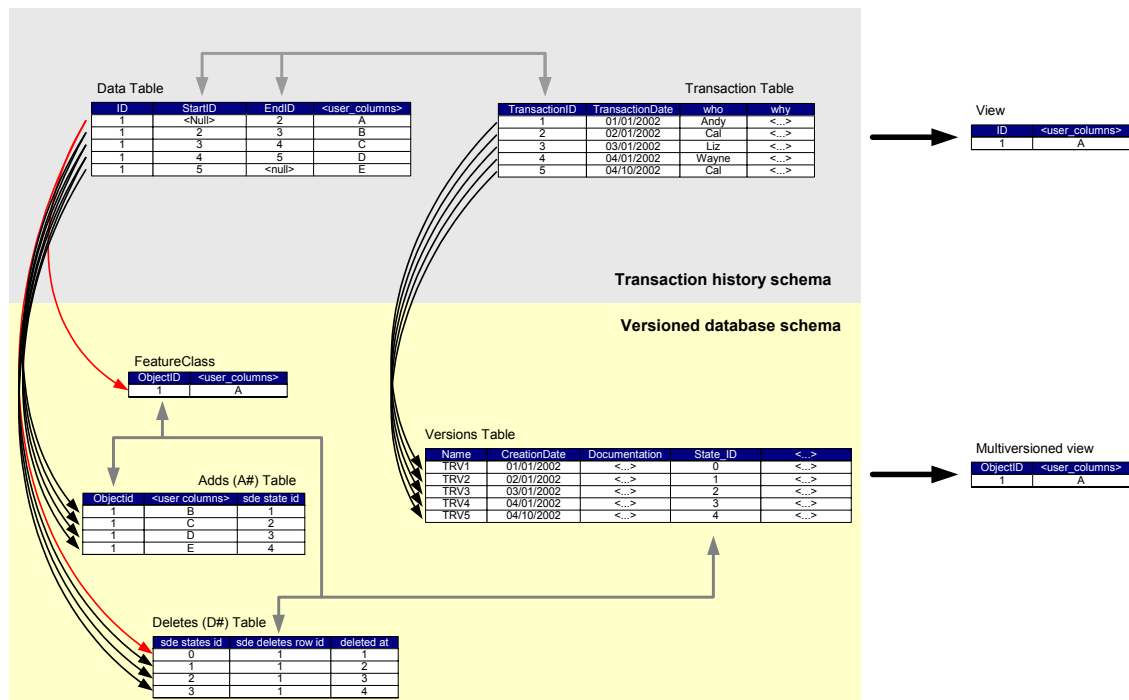 Data Table
ID StartID EndID <user_columns>
1 <Null> 2 A
1 2 3 B
1 3 4 C
1 4 5 D
1 5 <null> E
Transaction Table
TransactionID TransactionDate who why
1 01/01/2002 Andy <...>
2 02/01/2002 Cal <...>
3 03/01/2002 Liz <...>
4 04/01/2002 Wayne <...>
5 04/10/2002 Cal <...>
View
ID <user_columns>
1 A
Transaction history schema
Versioned database schema
FeatureClass
ObjectID <user_columns>
1 A
Adds (A#) Table
Objectid <user columns> sde state id
1 B 1
1 C 2
1 D 3
1 E 4
Versions Table
Name CreationDate Documentation State_ID <...>
TRV1 01/01/2002 <...> 0 <...>
TRV2 02/01/2002 <...> 1 <...>
TRV3 03/01/2002 <...> 2 <...>
TRV4 04/01/2002 <...> 3 <...>
TRV5 04/10/2002 <...> 4 <...>
Multiversioned view
ObjectID <user_columns>
1 A
Deletes (D#) Table
sde states id sde deletes row id deleted at
0 1 1
1 1 2
2 1 3
3 1 4